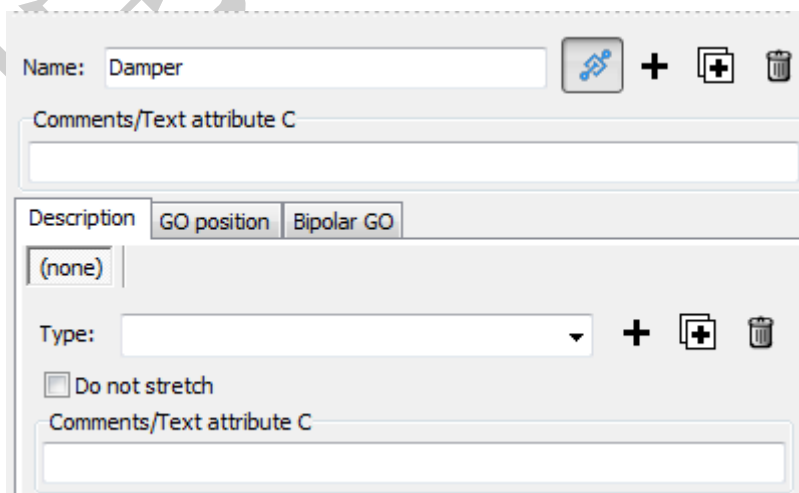 Name: Damper
Comments/Text attribute C
Description GO position Bipolar GO
(none)
Type:
Do not stretch
Comments/Text attribute C